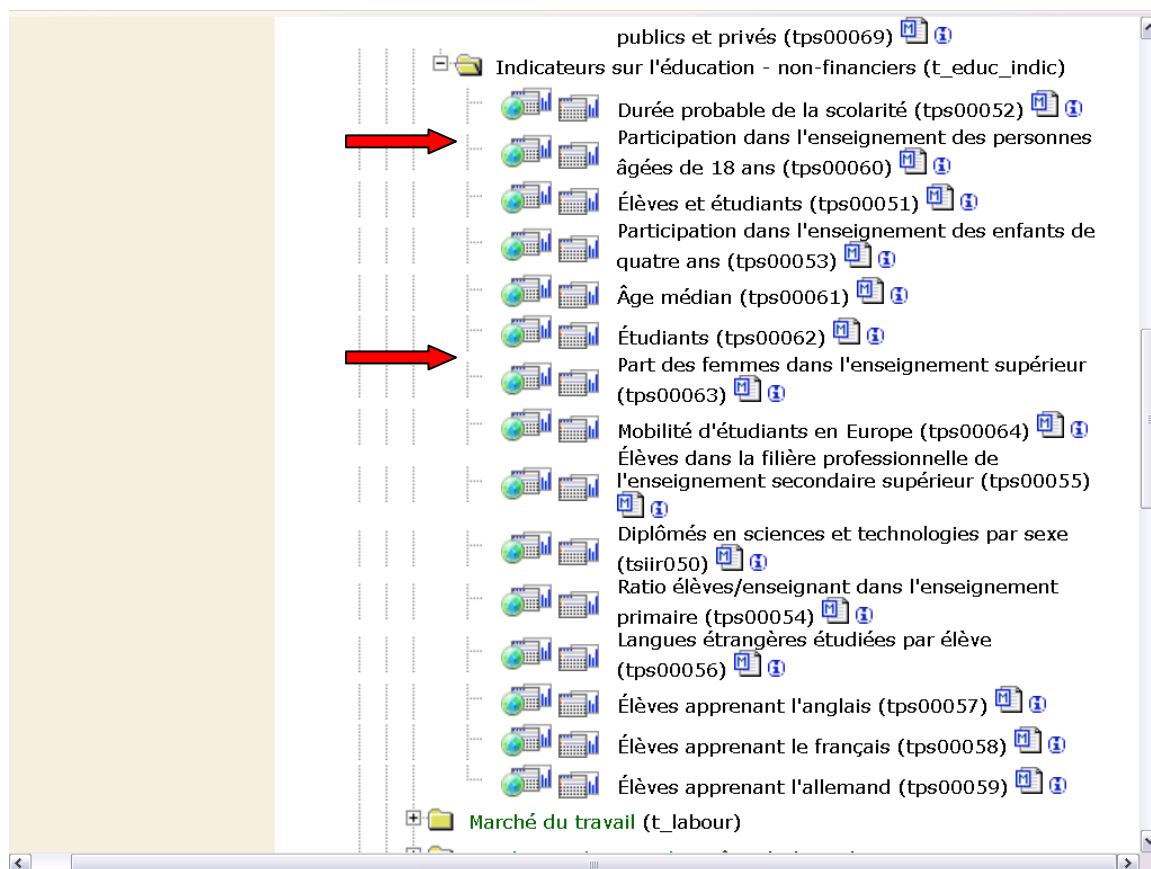 publics et privés (tps00069)
Indicateurs sur l'éducation - non-financiers (t_educ_indic)
Durée probable de la scolarité (tps00052)
Participation dans l'enseignement des personnes
âgées de 18 ans (tps00060)
Élèves et étudiants (tps00051)
Participation dans l'enseignement des enfants de
quatre ans (tps00053)
Âge médian (tps00061)
Étudiants (tps00062)
Part des femmes dans l'enseignement supérieur
(tps00063)
Mobilité d'étudiants en Europe (tps00064)
Élèves dans la filière professionnelle de
l'enseignement secondaire supérieur (tps00055)
Diplômés en sciences et technologies par sexe
(tsiir050)
Ratio élèves/enseignant dans l'enseignement
primaire (tps00054)
Langues étrangères étudiées par élève
(tps00056)
Élèves apprenant l'anglais (tps00057)
Élèves apprenant le français (tps00058)
Élèves apprenant l'allemand (tps00059)
Marché du travail (t_labour)